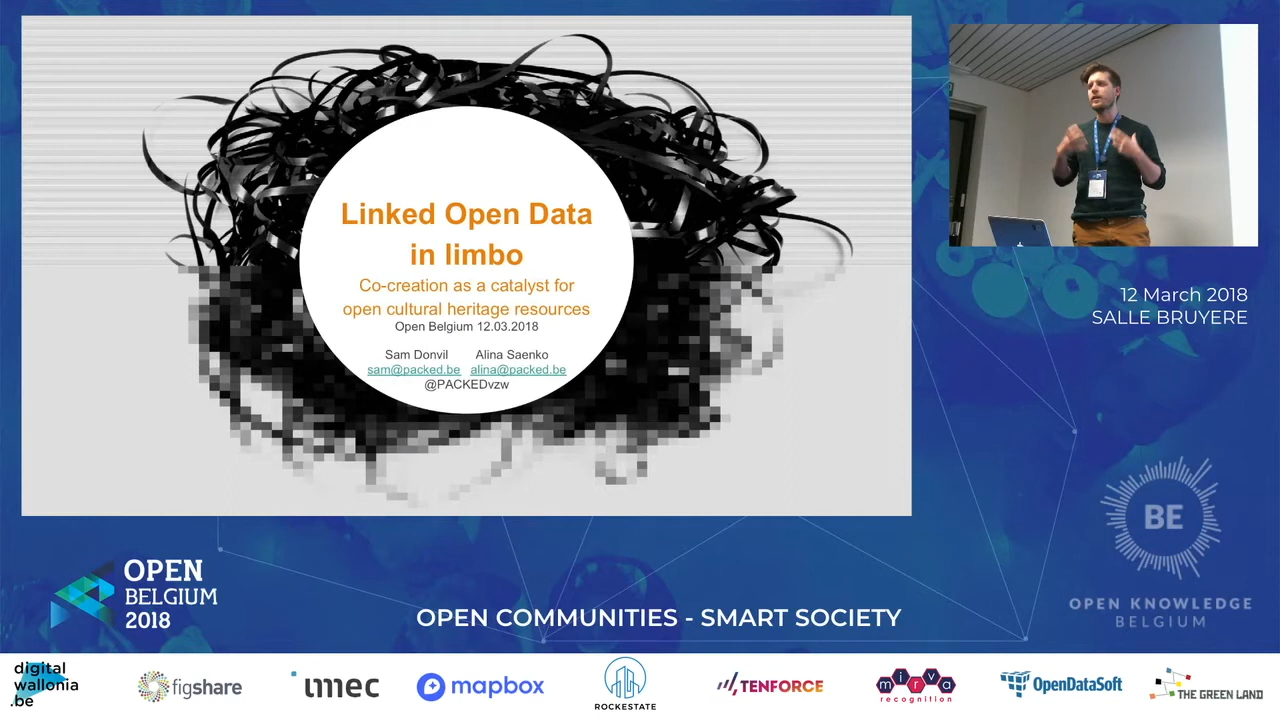 Linked Open Data
in limbo
Co-creation as a catalyst for
open cultural heritage resources
Open Belgium 12.03.2018
Sam Donvil Alina Saenko
sam@packed.be alina@packed.be
@PACKEDvzw
12 March 2018
SALLE BRUYERE
BE
OPEN KNOWLEDGE
BELGIUM
OPEN
BELGIUM
2018
OPEN COMMUNITIES - SMART SOCIETY
digital
wallonia
.be
figshare
imec
mapbox
ROCKESTATE
TENFORCE
mirva
recognition
OpenDataSoft
THE GREEN LAND